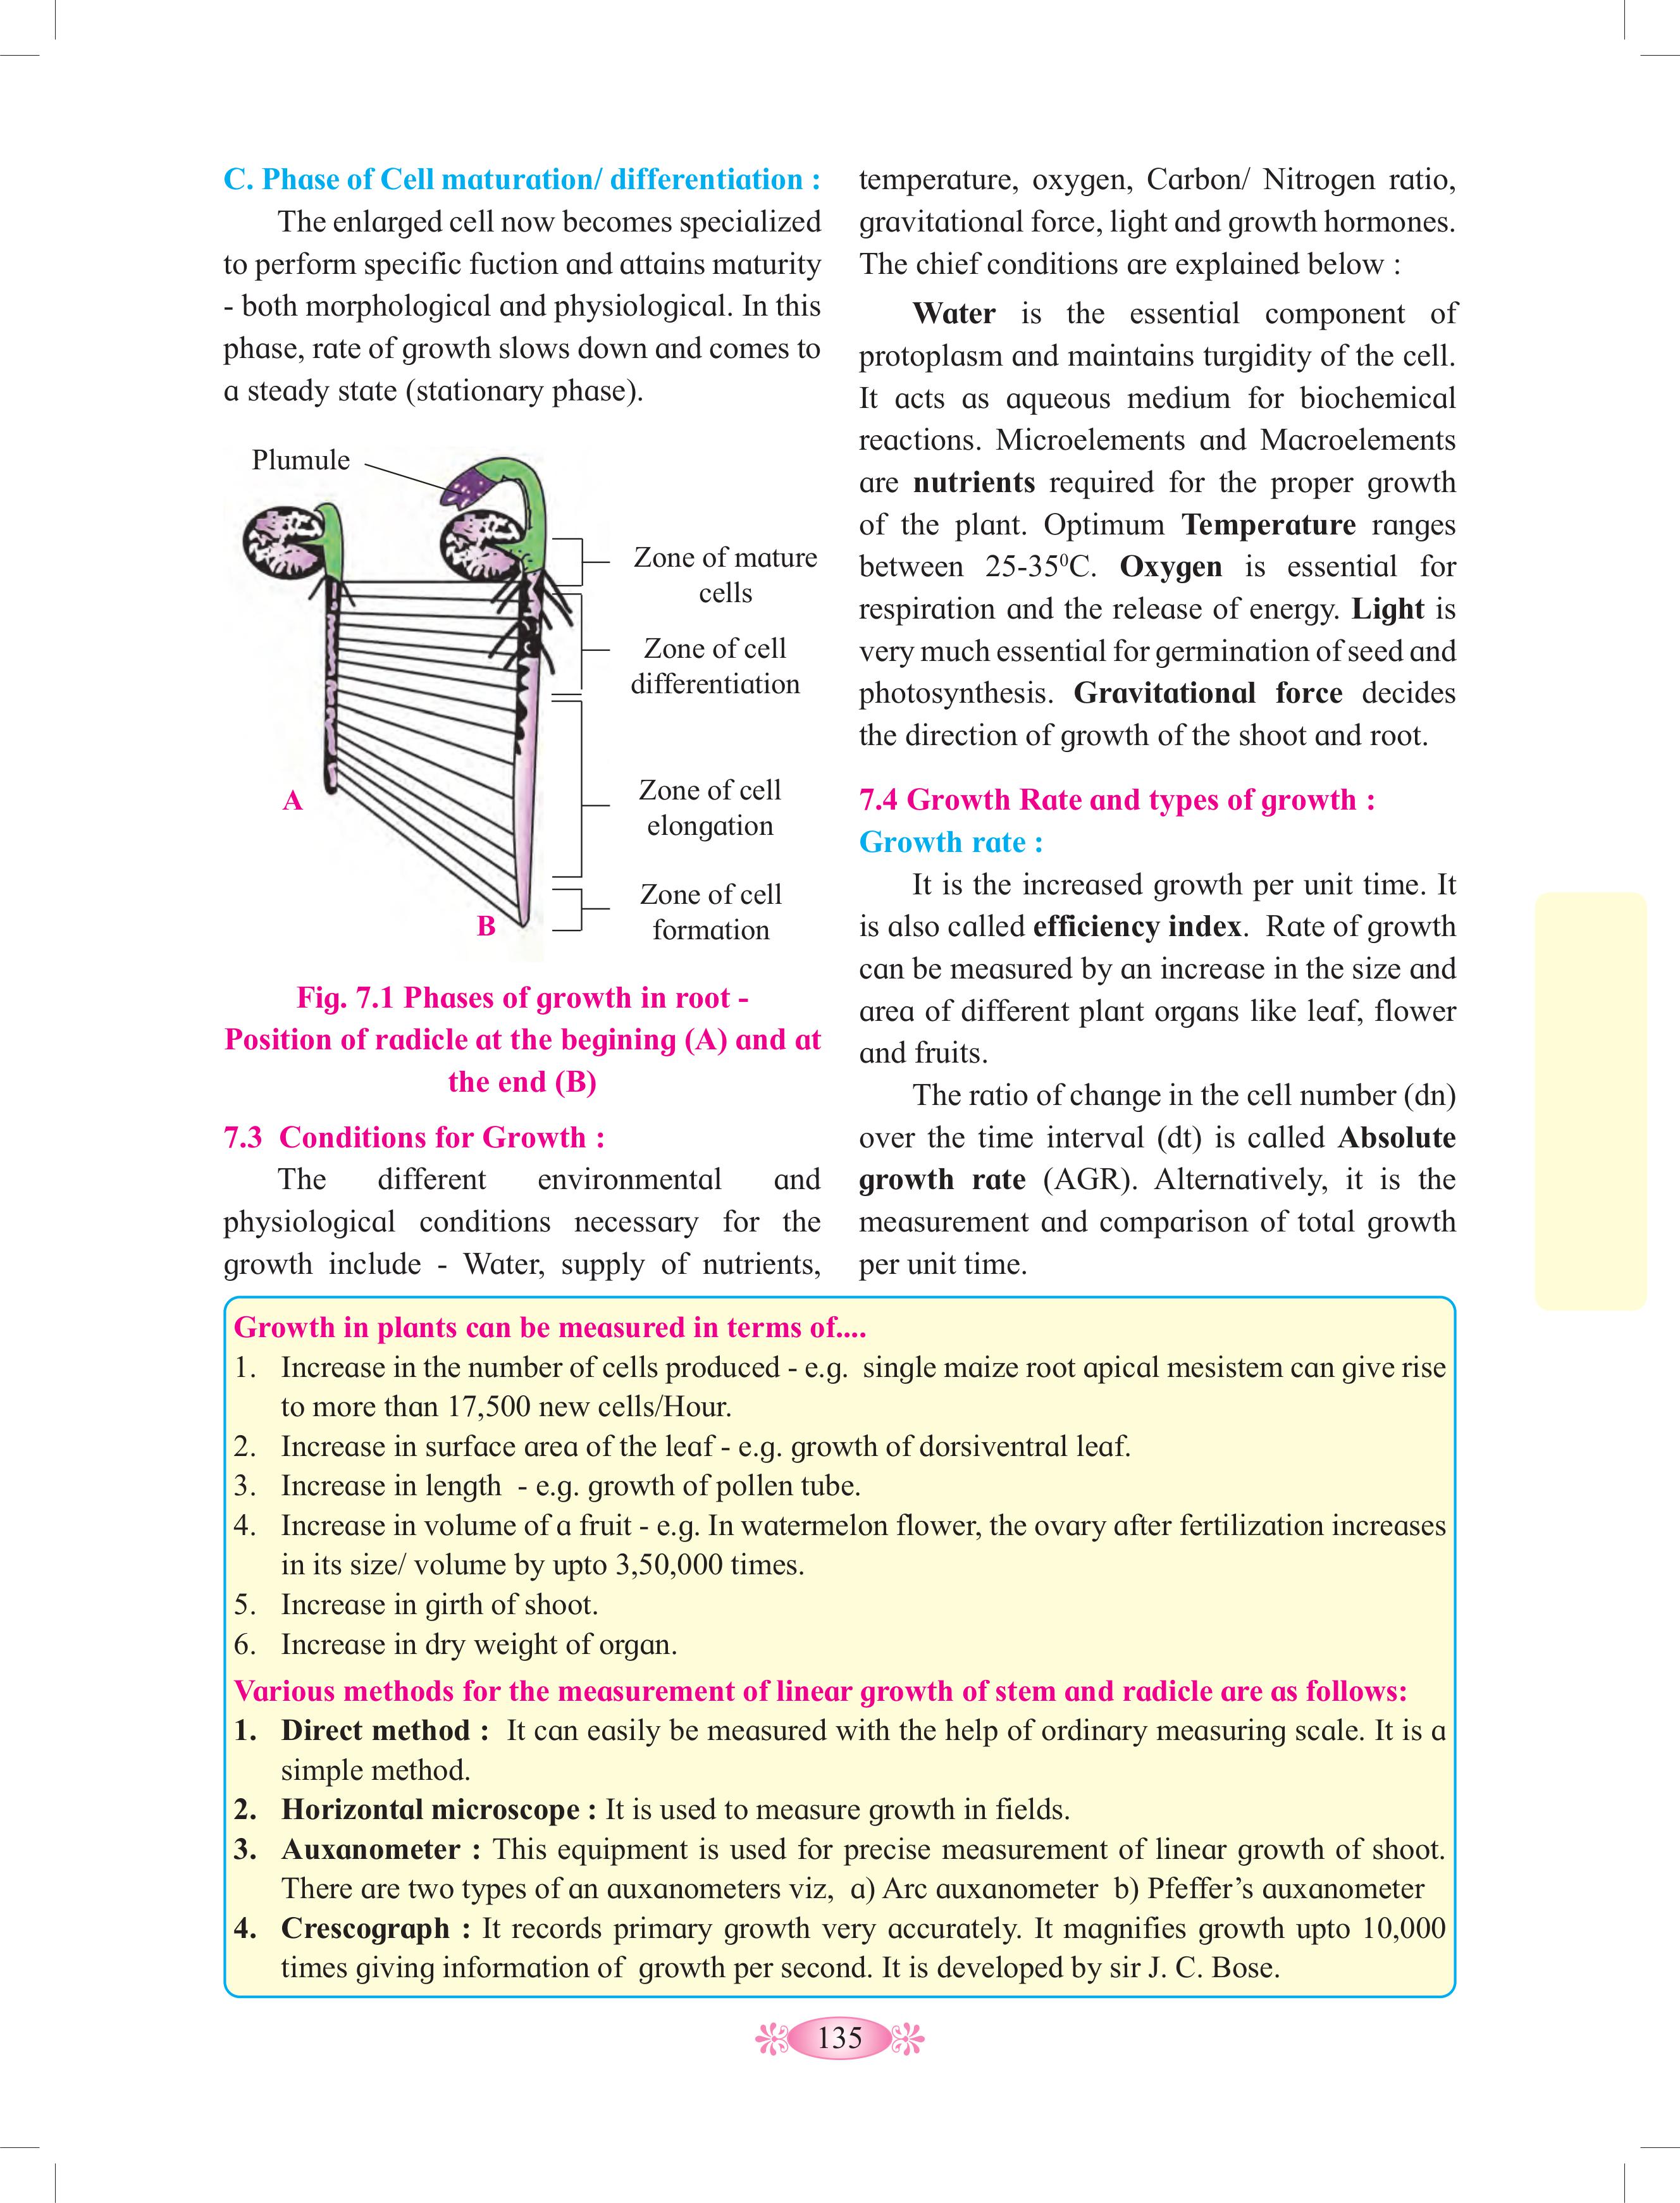 C. Phase of Cell maturation/ differentiation :
The enlarged cell now becomes specialized
to perform specific fuction and attains maturity
- both morphological and physiological. In this
phase, rate of growth slows down and comes to
a steady state (stationary phase).
Plumule
Zone of mature
cells
Zone of cell
differentiation
Zone of cell
elongation
A
Zone of cell
formation
B
Fig. 7.1 Phases of growth in root -
Position of radicle at the begining (A) and at
the end (B)
7.3 Conditions for Growth :
The different environmental and
physiological conditions necessary for the
growth include - Water, supply of nutrients,
temperature, oxygen, Carbon/ Nitrogen ratio,
gravitational force, light and growth hormones.
The chief conditions are explained below :
Water is the essential component of
protoplasm and maintains turgidity of the cell.
It acts as aqueous medium for biochemical
reactions. Microelements and Macroelements
are nutrients required for the proper growth
of the plant. Optimum Temperature ranges
between 25-35⁰C. Oxygen is essential for
respiration and the release of energy. Light is
very much essential for germination of seed and
photosynthesis. Gravitational force decides
the direction of growth of the shoot and root.
7.4 Growth Rate and types of growth :
Growth rate :
It is the increased growth per unit time. It
is also called efficiency index. Rate of growth
can be measured by an increase in the size and
area of different plant organs like leaf, flower
and fruits.
The ratio of change in the cell number (dn)
over the time interval (dt) is called Absolute
growth rate (AGR). Alternatively, it is the
measurement and comparison of total growth
per unit time.
Growth in plants can be measured in terms of....
1. Increase in the number of cells produced - e.g. single maize root apical mesistem can give rise
to more than 17,500 new cells/Hour.
2. Increase in surface area of the leaf - e.g. growth of dorsiventral leaf.
3. Increase in length - e.g. growth of pollen tube.
4. Increase in volume of a fruit - e.g. In watermelon flower, the ovary after fertilization increases
in its size/ volume by upto 3,50,000 times.
5. Increase in girth of shoot.
6. Increase in dry weight of organ.
Various methods for the measurement of linear growth of stem and radicle are as follows:
1. Direct method : It can easily be measured with the help of ordinary measuring scale. It is a
simple method.
2. Horizontal microscope : It is used to measure growth in fields.
3. Auxanometer : This equipment is used for precise measurement of linear growth of shoot.
There are two types of an auxanometers viz, a) Arc auxanometer b) Pfeffer’s auxanometer
4. Crescograph : It records primary growth very accurately. It magnifies growth upto 10,000
times giving information of growth per second. It is developed by sir J. C. Bose.
135